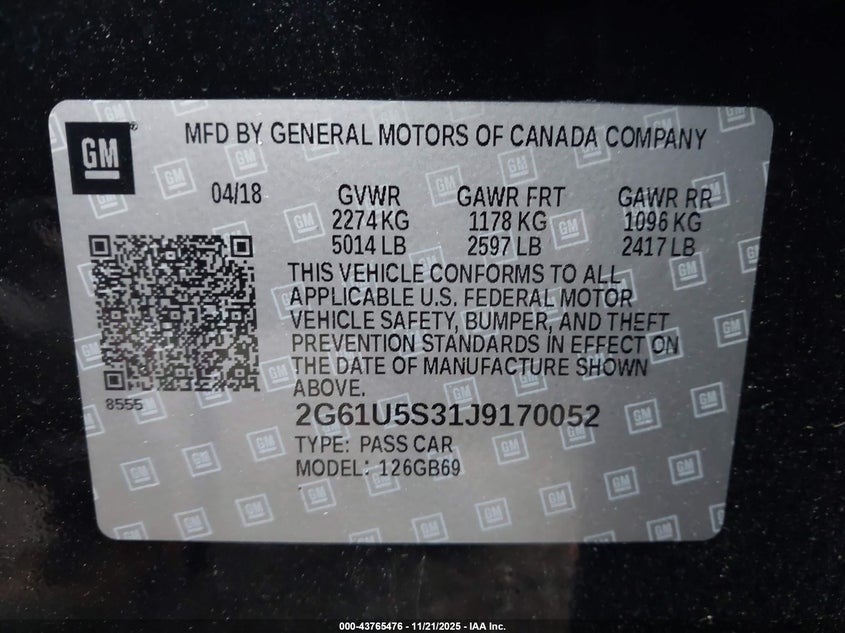 GM
MFD BY GENERAL MOTORS OF CANADA COMPANY
04/18 GVWR GAWR FRT GAWR RR
2274 KG 1178 KG 1096 KG
5014 LB 2597 LB 2417 LB
THIS VEHICLE CONFORMS TO ALL
APPLICABLE U.S. FEDERAL MOTOR
VEHICLE SAFETY, BUMPER, AND THEFT
PREVENTION STANDARDS IN EFFECT ON
THE DATE OF MANUFACTURE SHOWN
ABOVE.
8555
2G61U5S31J9170052
TYPE: PASS CAR
MODEL: 126GB69
000-43765476 - 11/21/2025 - IAA Inc.